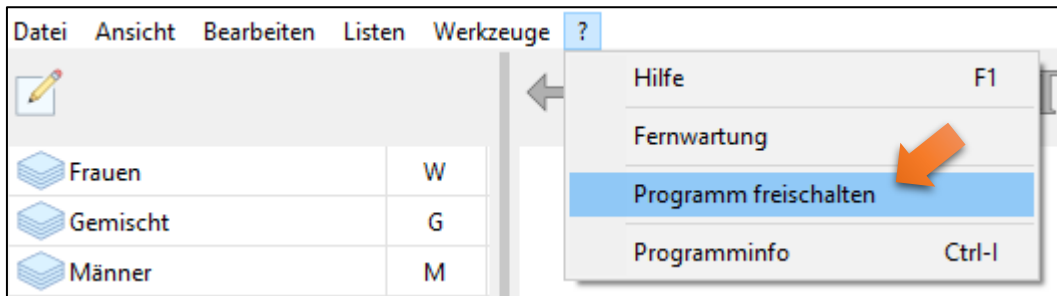 Datei Ansicht Bearbeiten Listen Werkzeuge ?
Hilfe F1
Fernwartung
Programm freischalten
Programminfo Ctrl-I
Frauen W
Gemischt G
Männer M